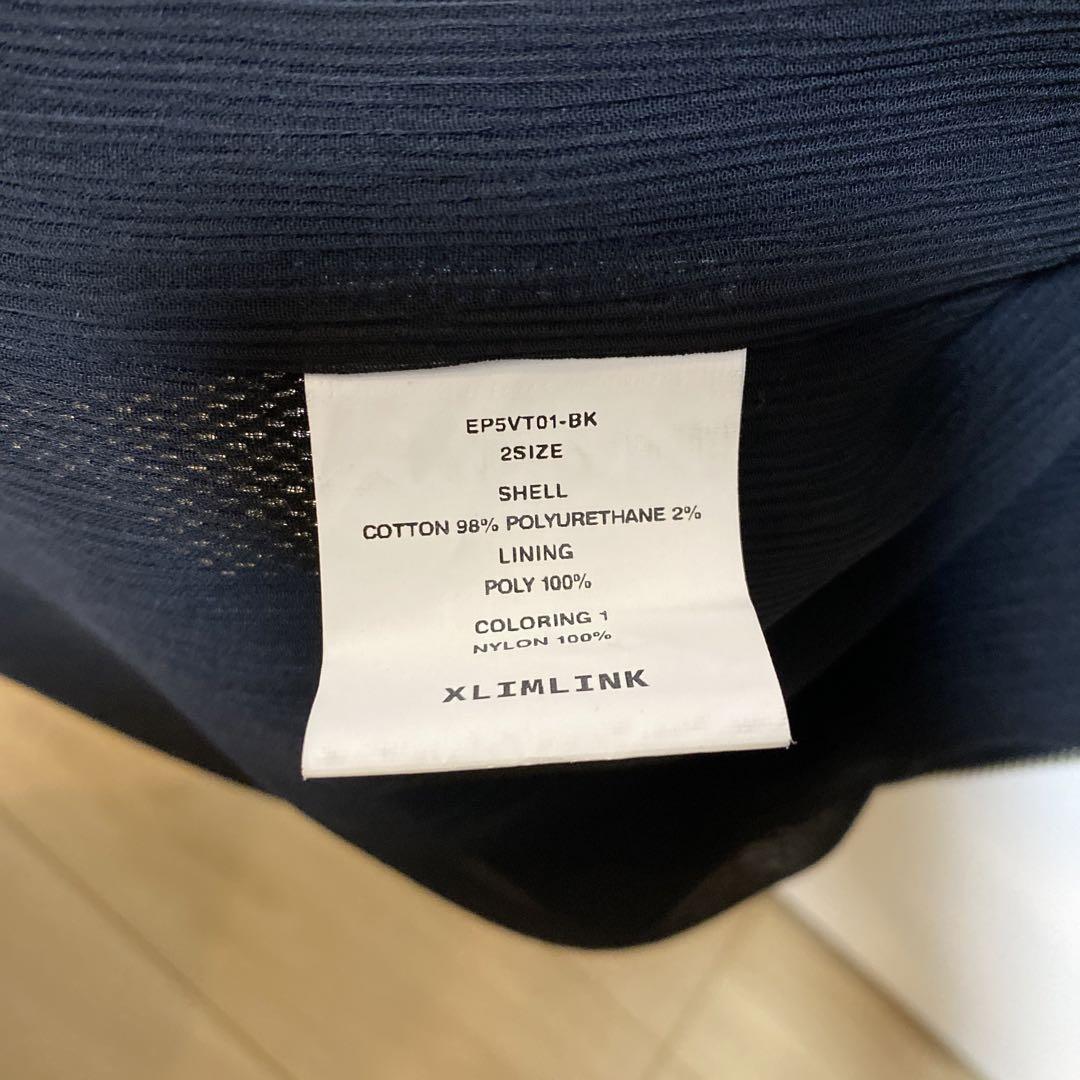 EP5VT01-BK
2SIZE
SHELL
COTTON 98% POLYURETHANE 2%
LINING
POLY 100%
COLORING 1
NYLON 100%
XLIMLINK